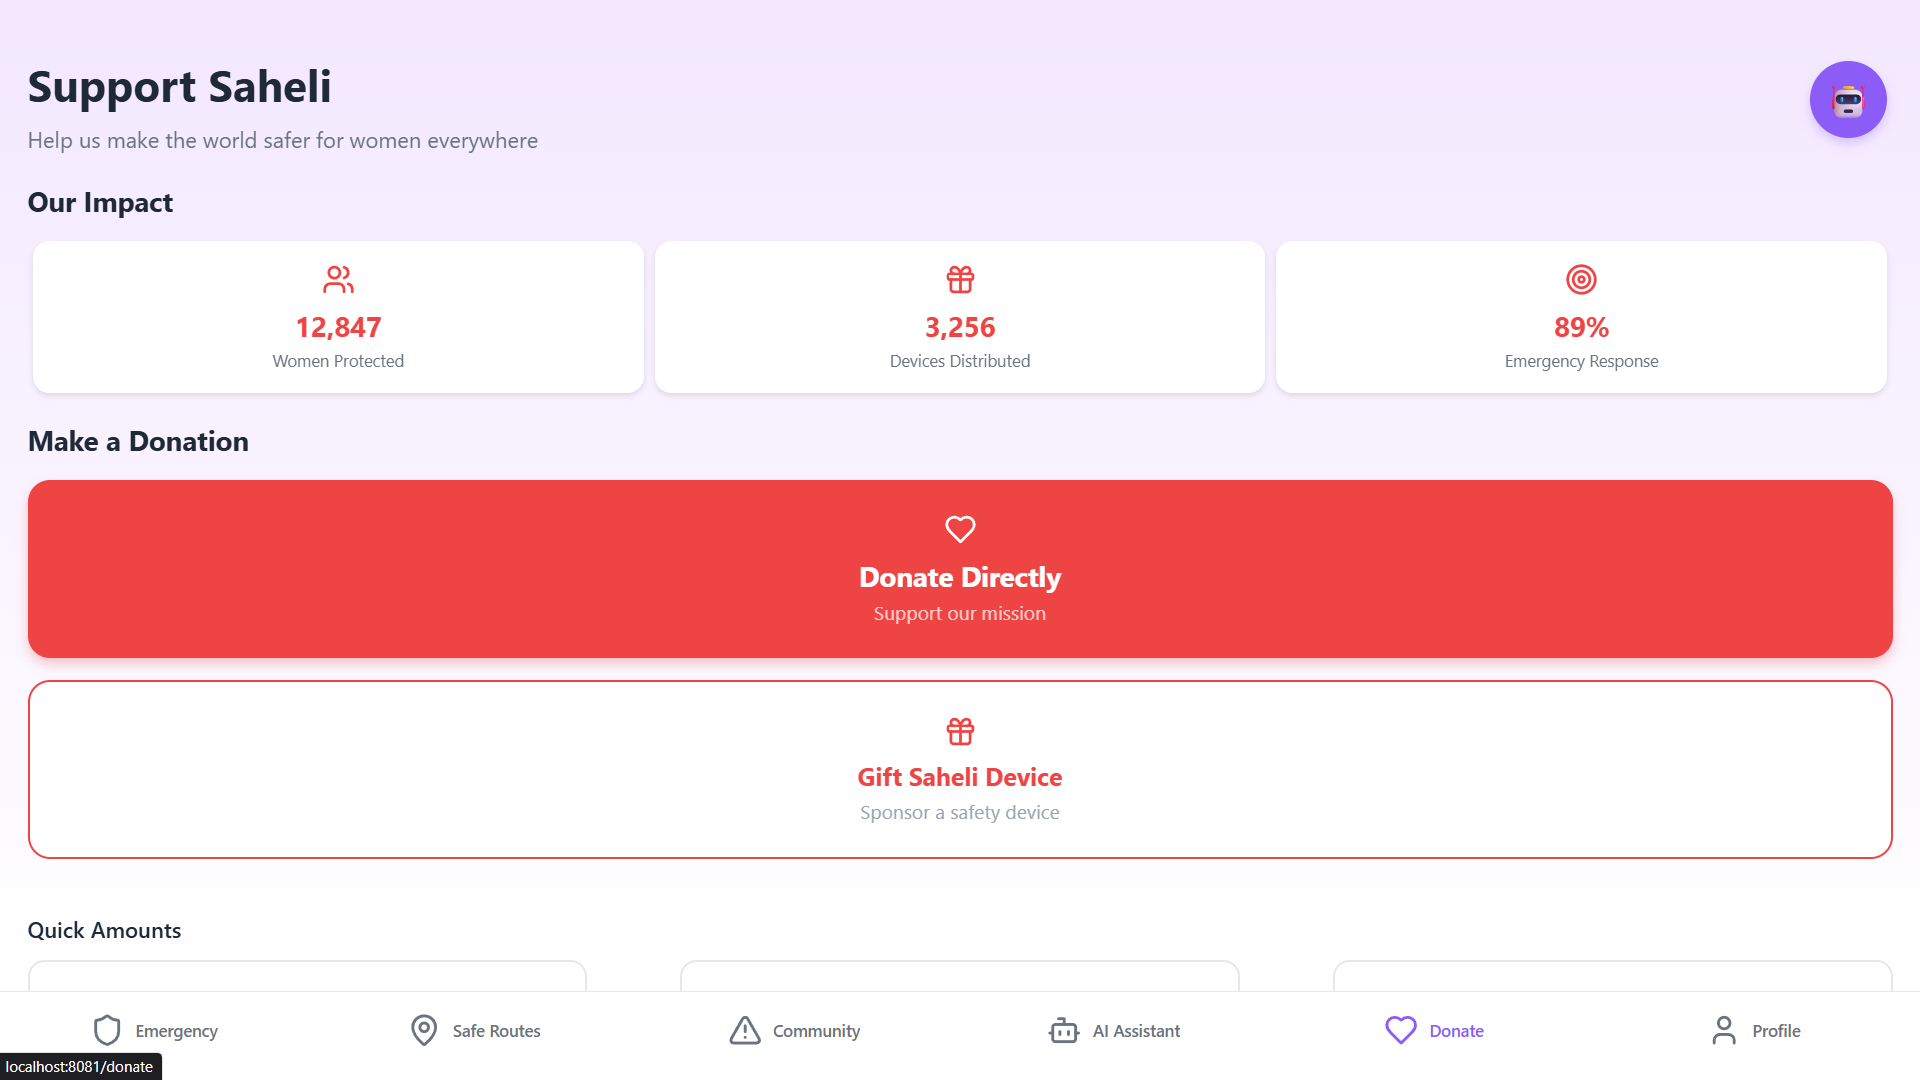 Support Saheli
Help us make the world safer for women everywhere
Our Impact
12,847
Women Protected
3,256
Devices Distributed
89%
Emergency Response
Make a Donation
Donate Directly
Support our mission
Gift Saheli Device
Sponsor a safety device
Quick Amounts
Emergency
Safe Routes
Community
AI Assistant
Donate
Profile
localhost:8081/donate